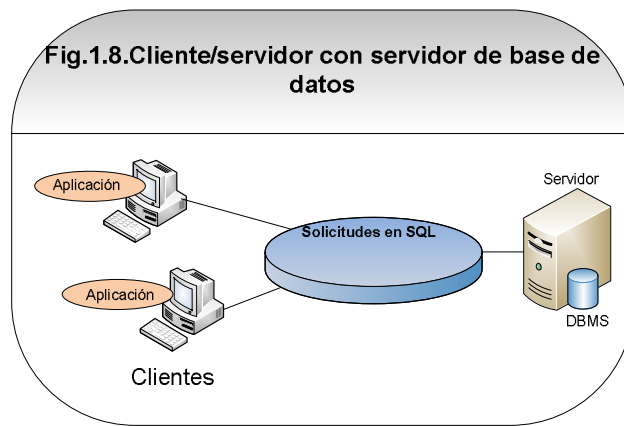 Fig.1.8.Cliente/servidor con servidor de base de
datos
Aplicación
Servidor
Solicitudes en SQL
Aplicación
DBMS
Clientes